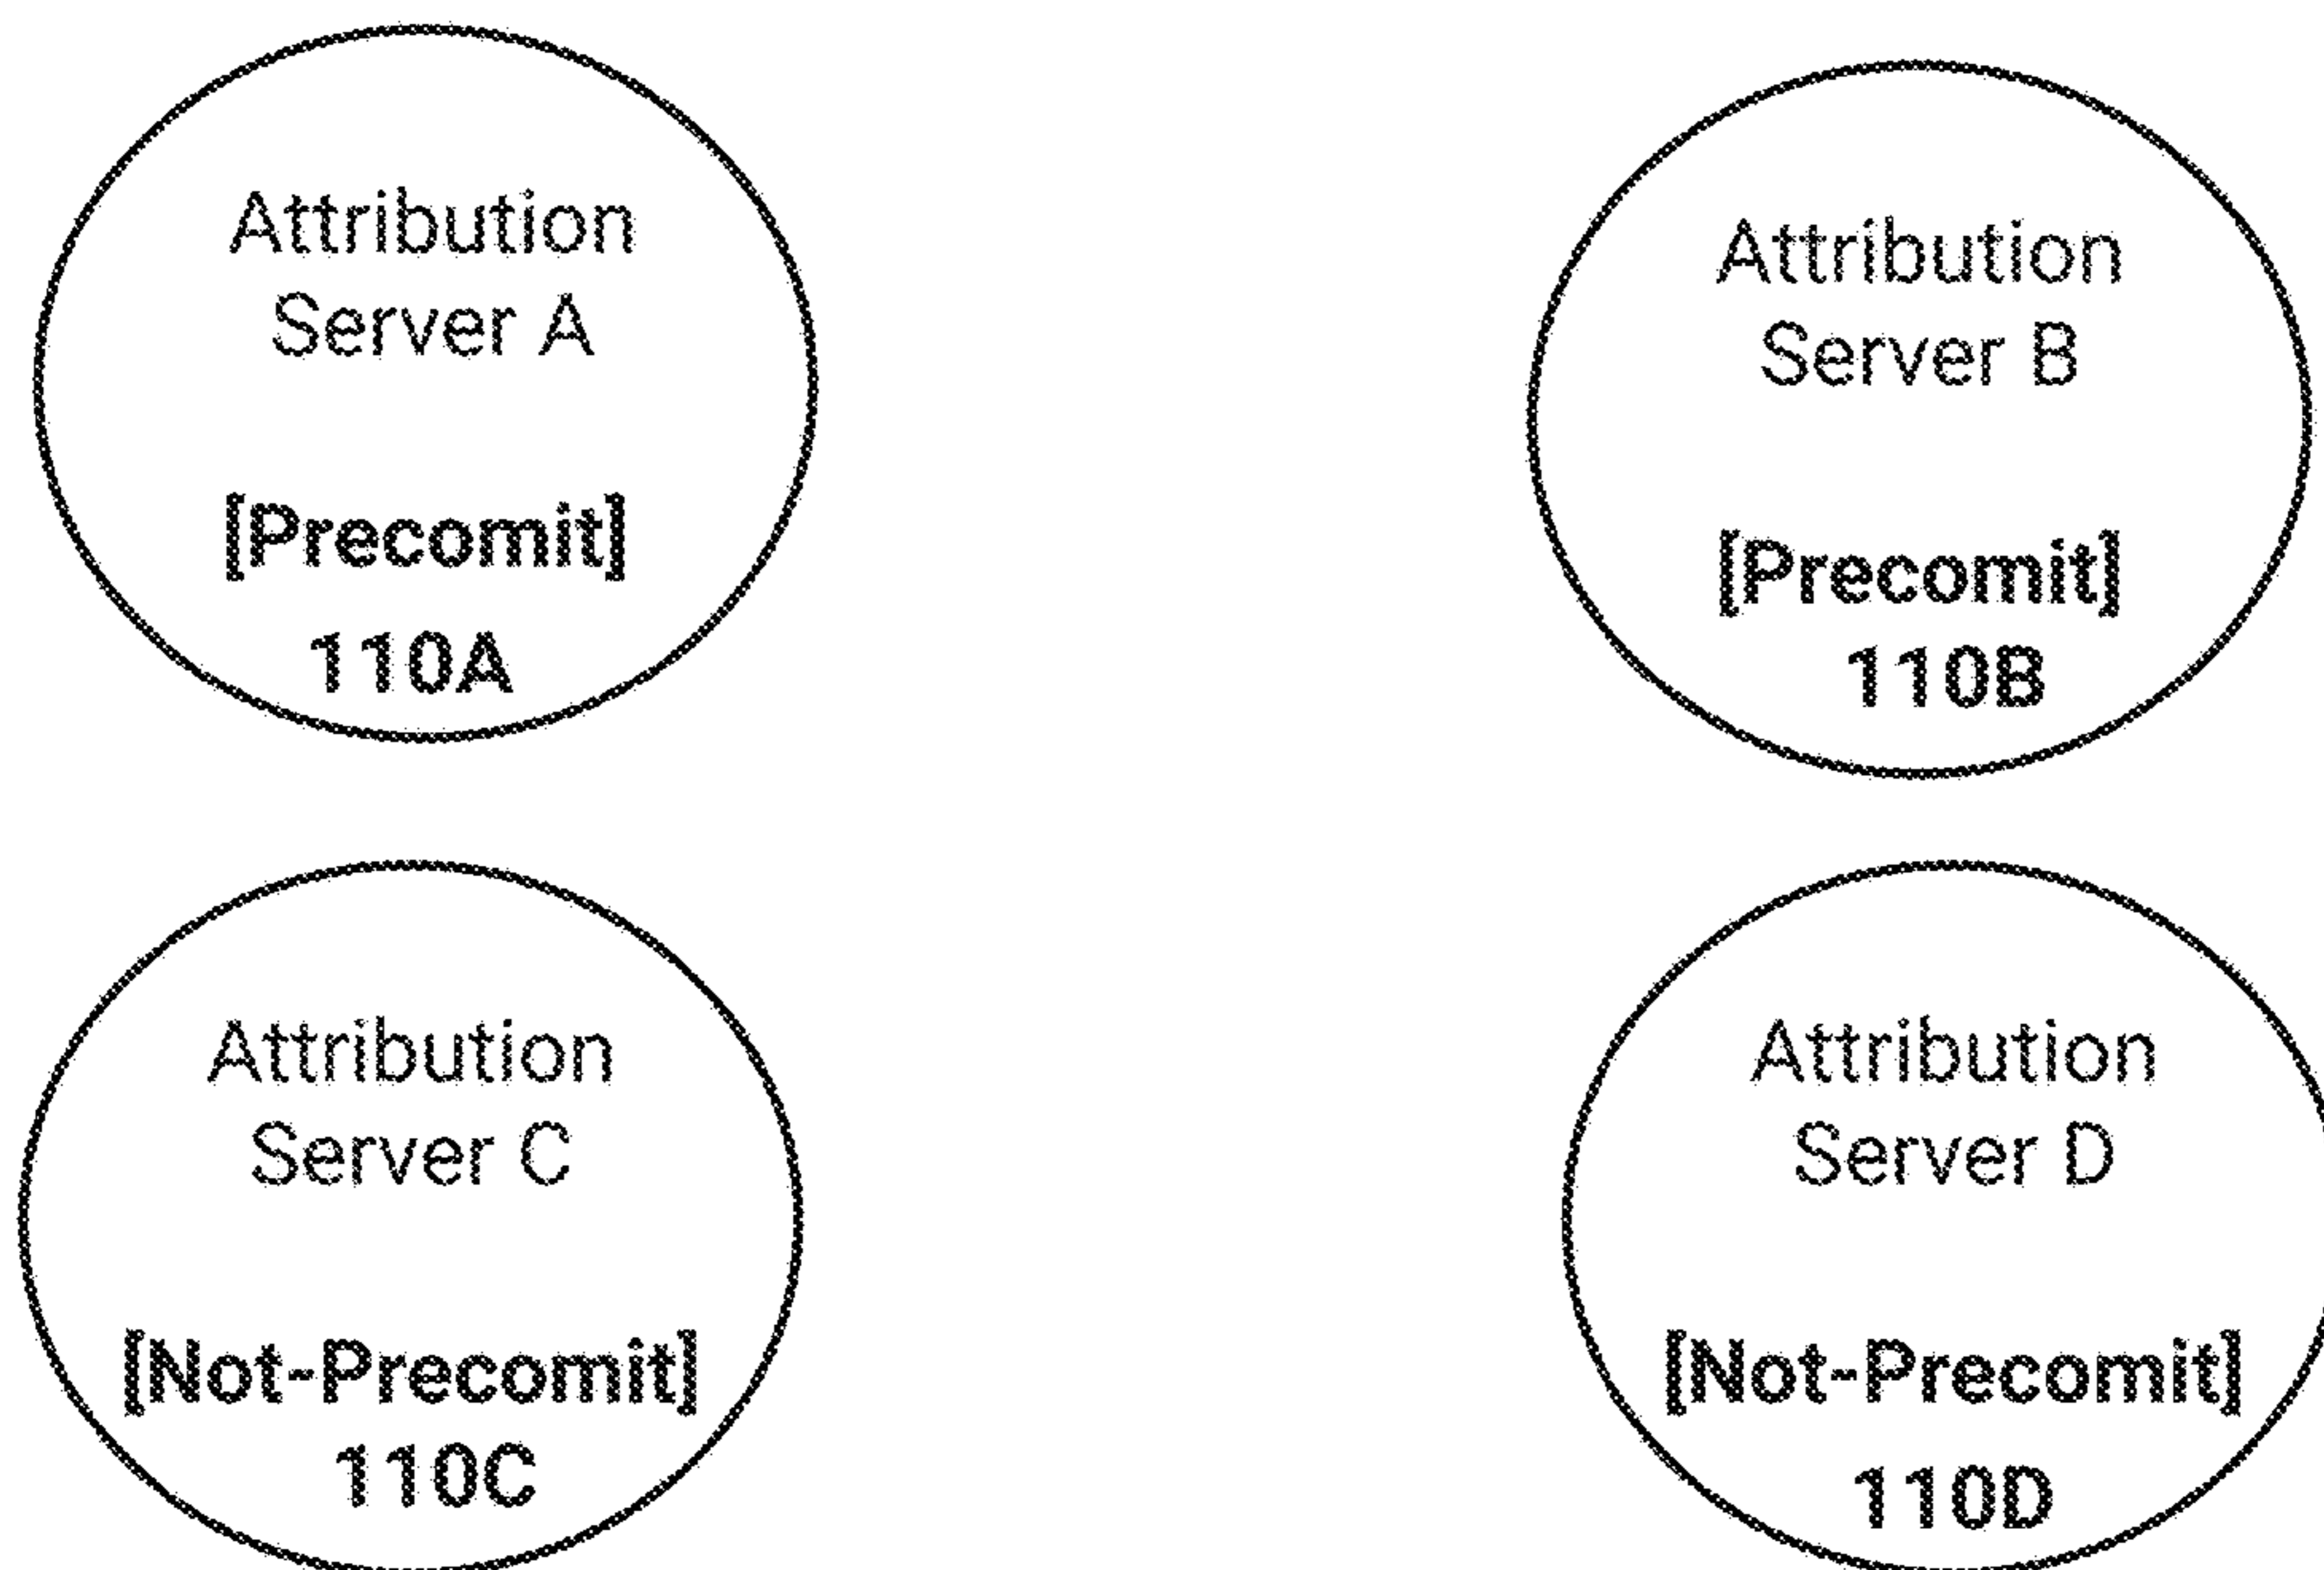 Attribution
Server A
[Precomit]
110A
Attribution
Server B
[Precomit]
110B
Attribution
Server C
[Not-Precomit]
110C
Attribution
Server D
[Not-Precomit]
110D